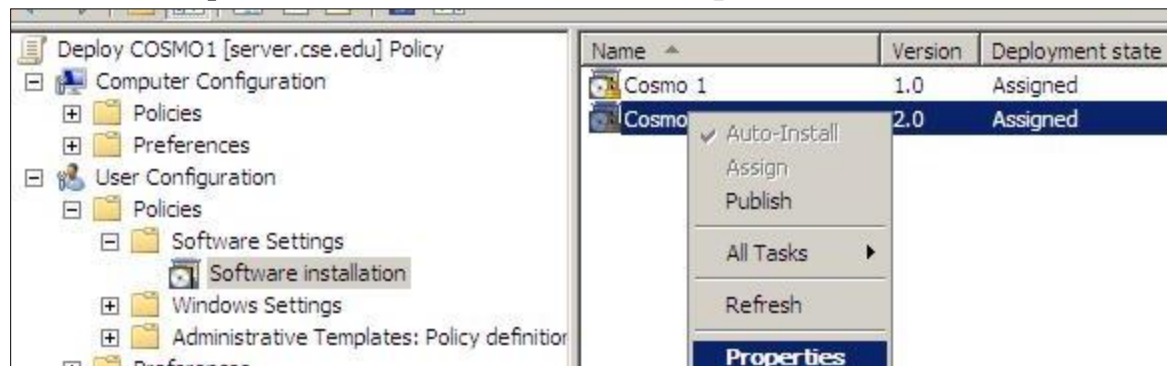 Deploy COSMO1 [server.cse.edu] Policy
Computer Configuration
Policies
Preferences
User Configuration
Policies
Software Settings
Software installation
Windows Settings
Administrative Templates: Policy definitior
Preferences
Name Version Deployment state
Cosmo 1 1.0 Assigned
Cosmo 2.0 Assigned
Auto-Install
Assign
Publish
All Tasks
Refresh
Properties